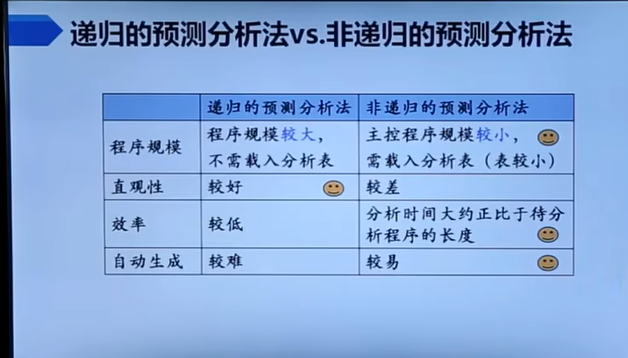 递归的预测分析法vs.非递归的预测分析法
递归的预测分析法 非递归的预测分析法
程序规模 程序规模较大，
不需载入分析表 主控程序规模较小，
需载入分析表（表较小）
直观性 较好 较差
效率 较低 分析时间大约正比于待分
析程序的长度
自动生成 较难 较易